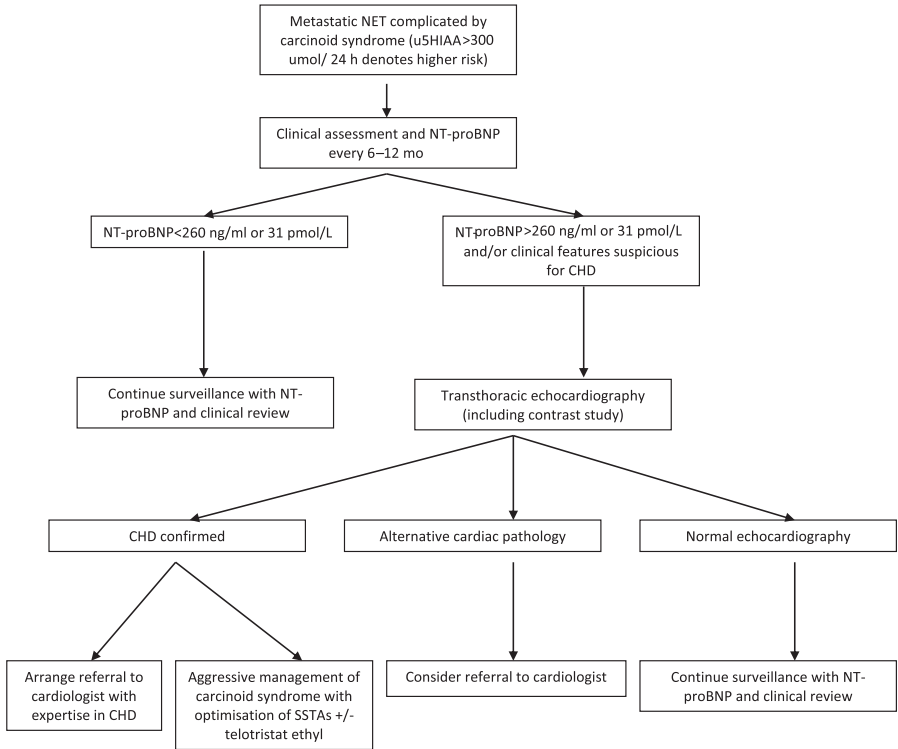 Metastatic NET complicated by
carcinoid syndrome (u5HIAA>300
umol/ 24 h denotes higher risk)
Clinical assessment and NT-proBNP
every 6–12 mo
NT-proBNP<260 ng/ml or 31 pmol/L
NT-proBNP>260 ng/ml or 31 pmol/L
and/or clinical features suspicious
for CHD
Continue surveillance with NT-
proBNP and clinical review
Transthoracic echocardiography
(including contrast study)
CHD confirmed
Alternative cardiac pathology
Normal echocardiography
Arrange referral to
cardiologist with
expertise in CHD
Aggressive management of
carcinoid syndrome with
optimisation of SSTAs +/-
telotristat ethyl
Consider referral to cardiologist
Continue surveillance with NT-
proBNP and clinical review